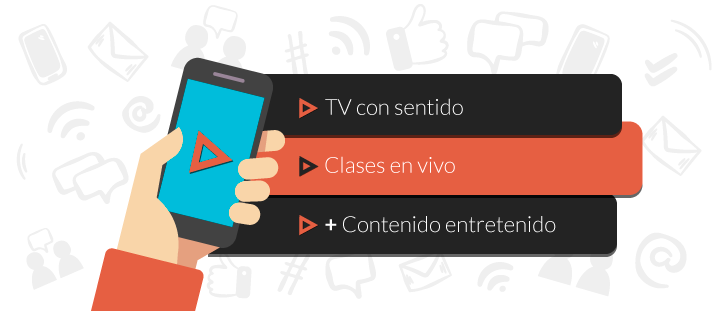 TV con sentido
Clases en vivo
+ Contenido entretenido